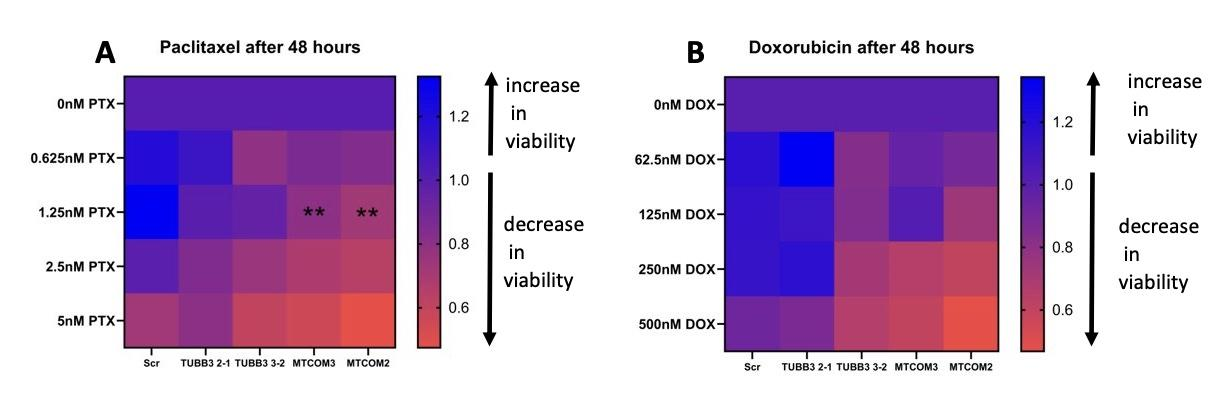 A
Paclitaxel after 48 hours
0nM PTX
0.625nM PTX
1.25nM PTX
2.5nM PTX
5nM PTX
**
**
Scr
TUBB3 2-1
TUBB3 3-2
MTCOM3
MTCOM2
1.2
1.0
0.8
0.6
increase
in
viability
decrease
in
viability
B
Doxorubicin after 48 hours
0nM DOX
62.5nM DOX
125nM DOX
250nM DOX
500nM DOX
Scr
TUBB3 2-1
TUBB3 3-2
MTCOM3
MTCOM2
1.2
1.0
0.8
0.6
increase
in
viability
decrease
in
viability